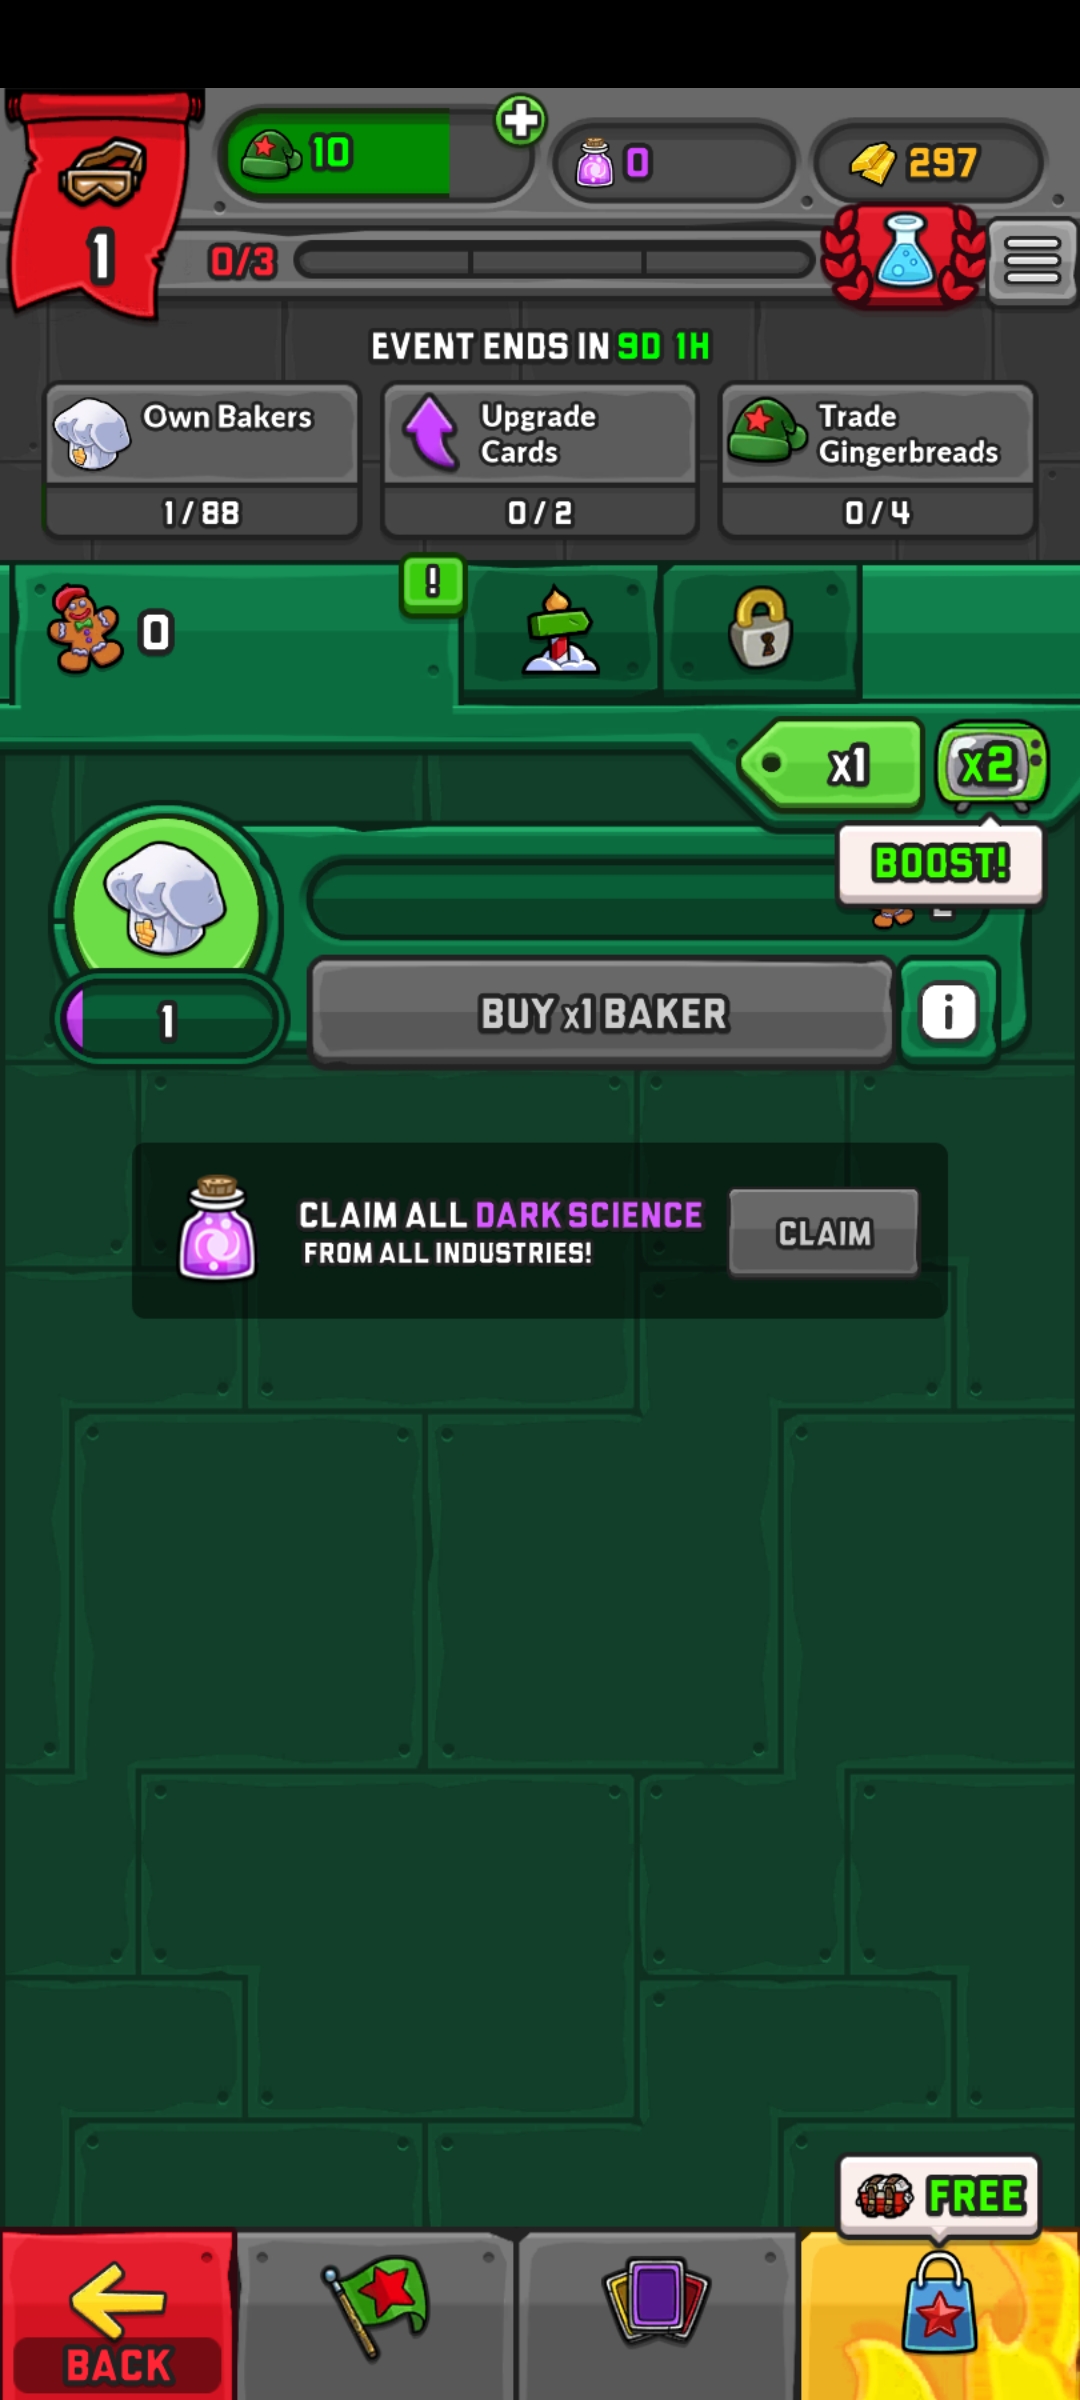 10
0
297
1
0/3
EVENT ENDS IN 9D 1H
Own Bakers
1/88
Upgrade
Cards
0/2
Trade
Gingerbreads
0/4
0
!
x1
x2
BOOST!
1
BUY x1 BAKER
i
CLAIM ALL DARK SCIENCE
FROM ALL INDUSTRIES!
CLAIM
FREE
BACK